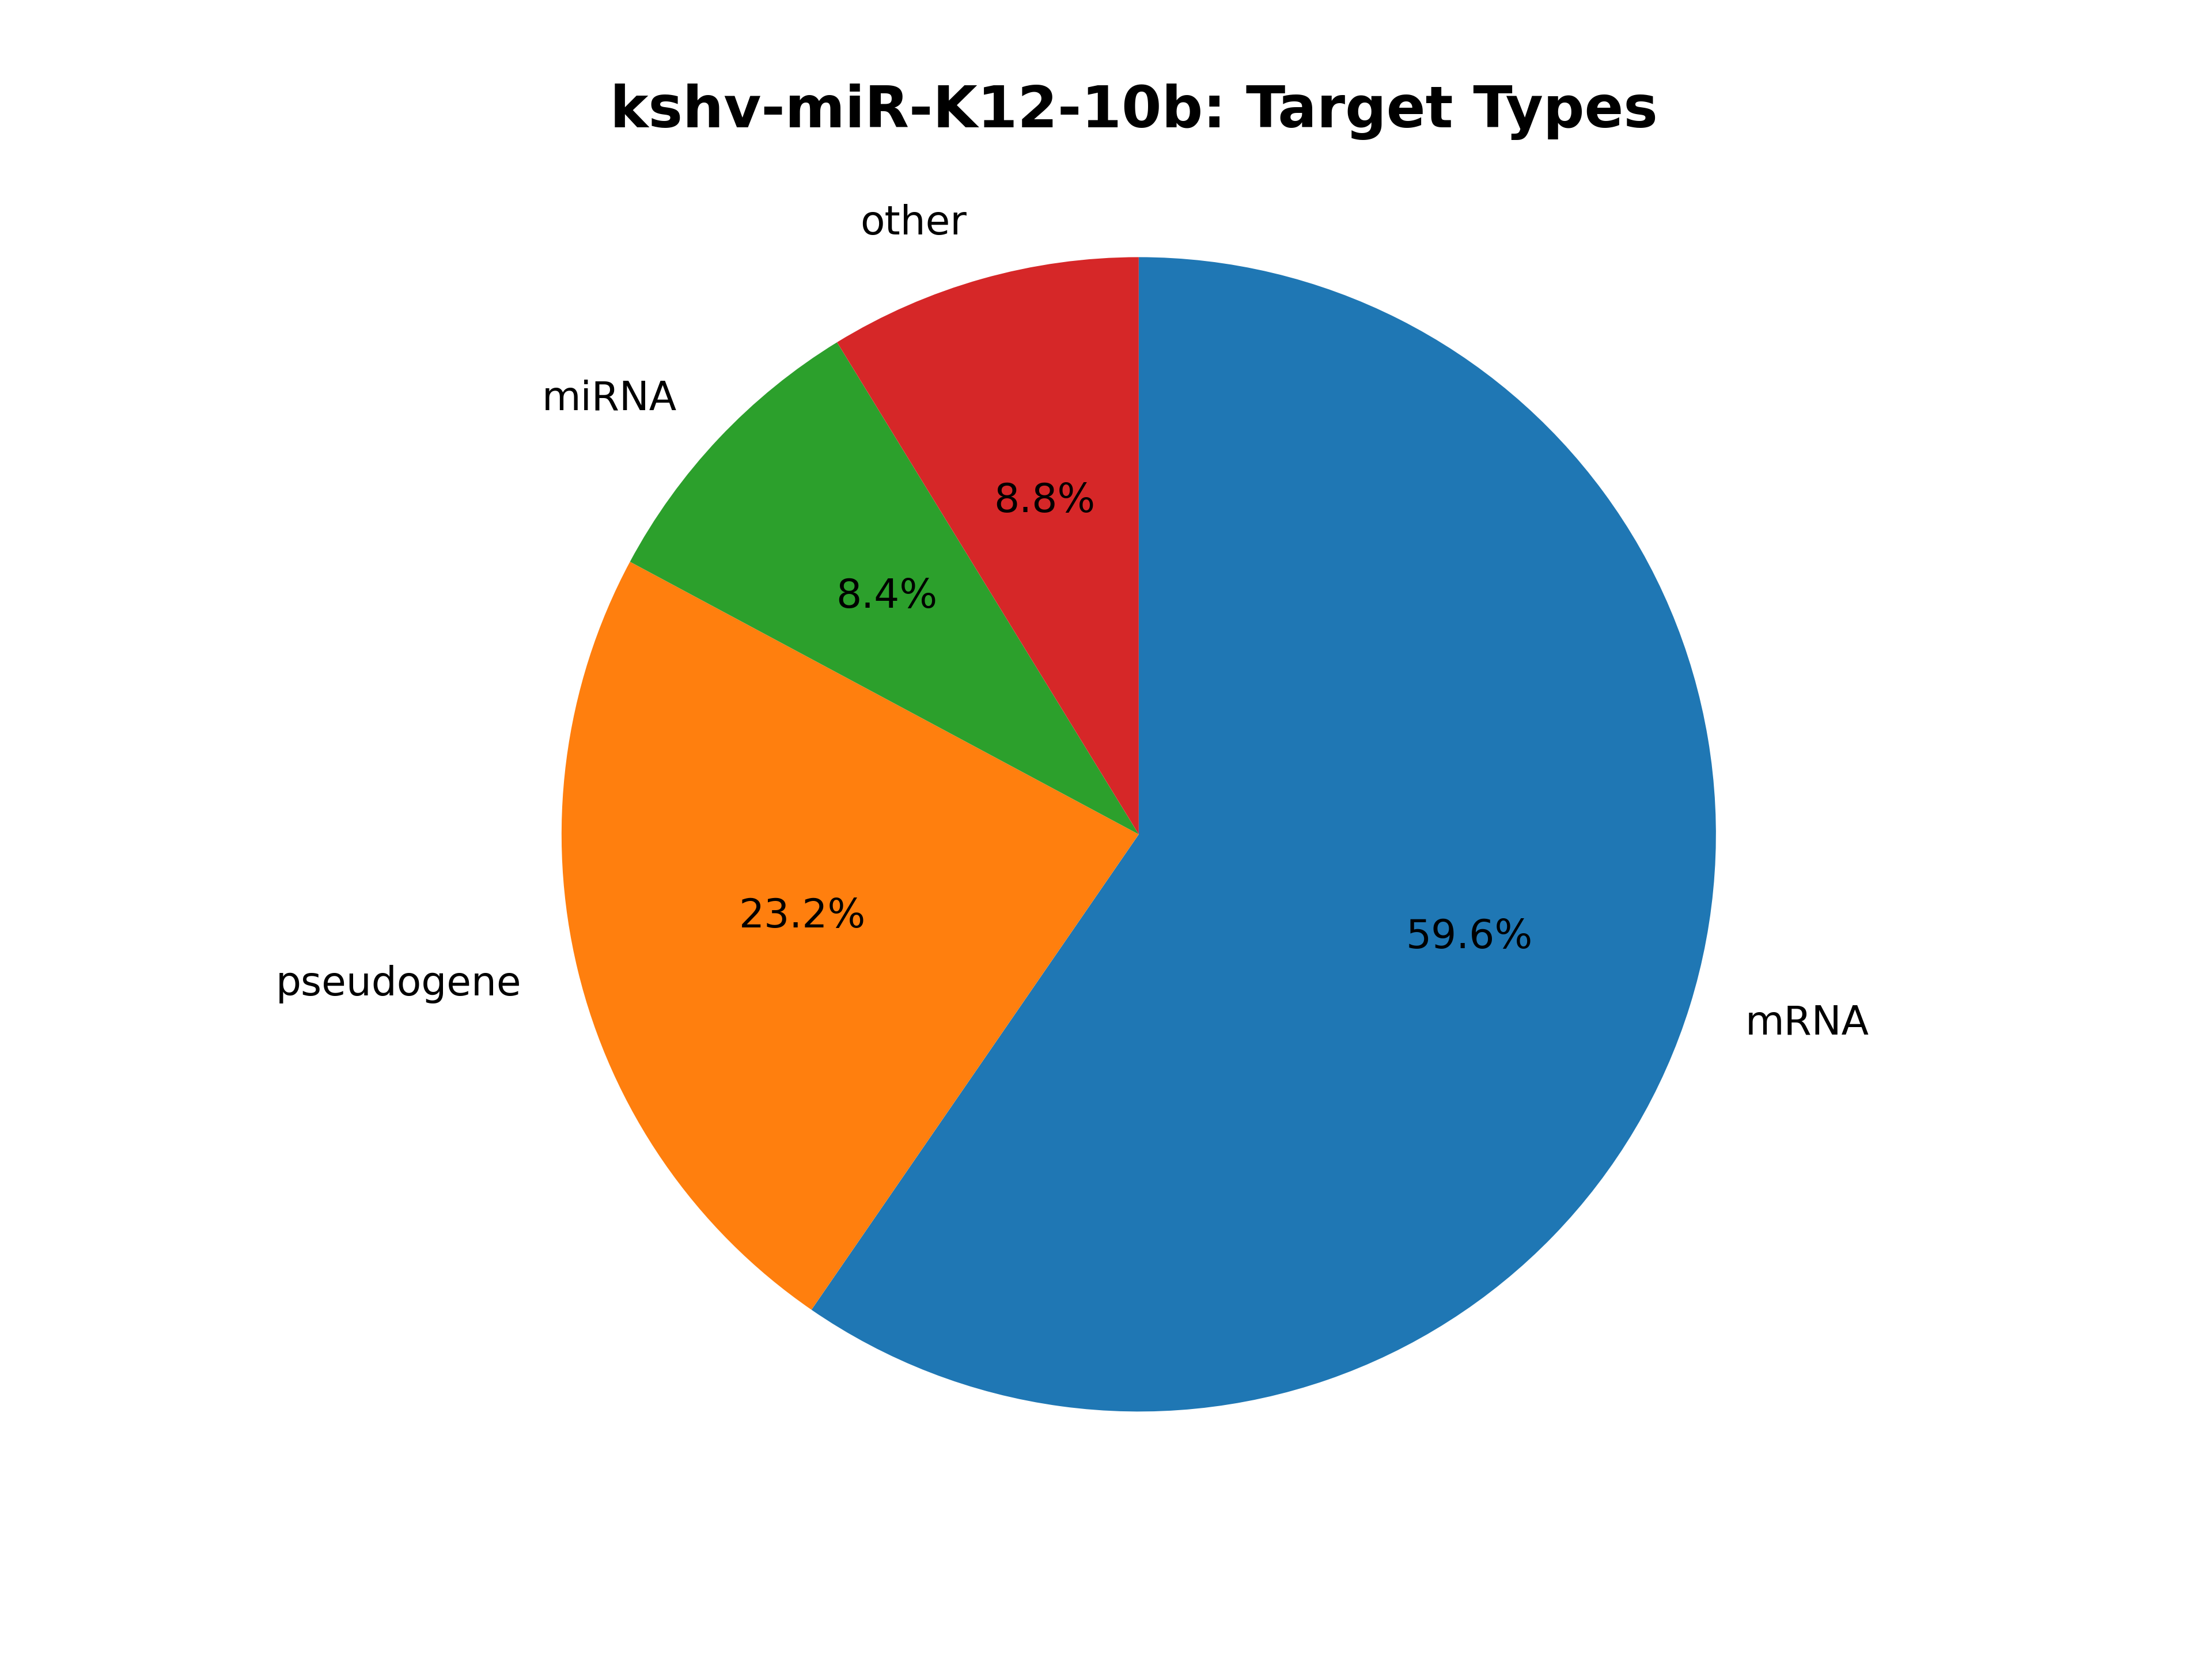 kshv-miR-K12-10b: Target Types
other
miRNA
8.8%
8.4%
23.2%
59.6%
pseudogene
mRNA